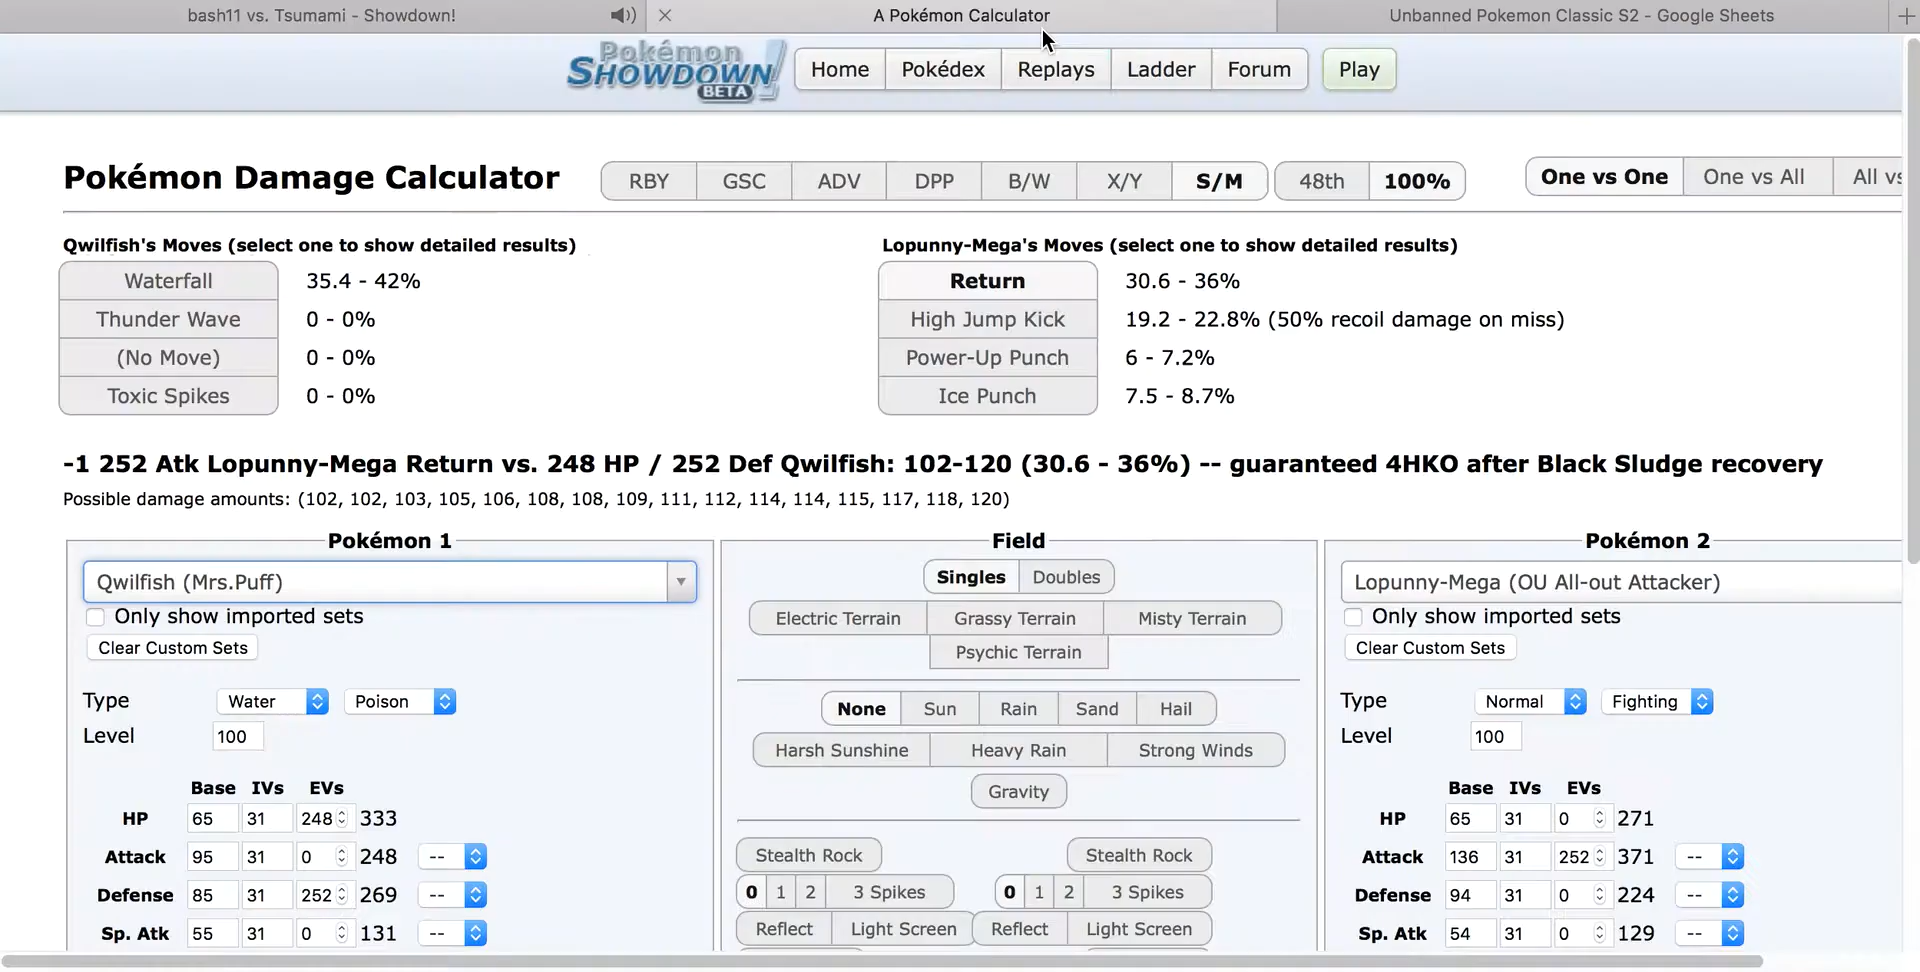 bash11 vs. Tsumami - Showdown!
A Pokémon Calculator
Unbanned Pokemon Classic S2 - Google Sheets
Pokémon
SHOWDOWN!
BETA
Home Pokédex Replays Ladder Forum Play
Pokémon Damage Calculator RBY GSC ADV DPP B/W X/Y S/M 48th 100% One vs One One vs All All vs
Qwilfish's Moves (select one to show detailed results)
Waterfall 35.4 - 42%
Thunder Wave 0 - 0%
(No Move) 0 - 0%
Toxic Spikes 0 - 0%
Lopunny-Mega's Moves (select one to show detailed results)
Return 30.6 - 36%
High Jump Kick 19.2 - 22.8% (50% recoil damage on miss)
Power-Up Punch 6 - 7.2%
Ice Punch 7.5 - 8.7%
-1 252 Atk Lopunny-Mega Return vs. 248 HP / 252 Def Qwilfish: 102-120 (30.6 - 36%) -- guaranteed 4HKO after Black Sludge recovery
Possible damage amounts: (102, 102, 103, 105, 106, 108, 108, 109, 111, 112, 114, 114, 115, 117, 118, 120)
Pokémon 1
Qwilfish (Mrs.Puff)
Only show imported sets
Clear Custom Sets
Type Water Poison
Level 100
Base IVs EVs
HP 65 31 248 333
Attack 95 31 0 248 --
Defense 85 31 252 269 --
Sp. Atk 55 31 0 131 --
Field
Singles Doubles
Electric Terrain Grassy Terrain Misty Terrain
Psychic Terrain
None Sun Rain Sand Hail
Harsh Sunshine Heavy Rain Strong Winds
Gravity
Stealth Rock Stealth Rock
0 1 2 3 Spikes 0 1 2 3 Spikes
Reflect Light Screen Reflect Light Screen
Pokémon 2
Lopunny-Mega (OU All-out Attacker)
Only show imported sets
Clear Custom Sets
Type Normal Fighting
Level 100
Base IVs EVs
HP 65 31 0 271
Attack 136 31 252 371 --
Defense 94 31 0 224 --
Sp. Atk 54 31 0 129 --